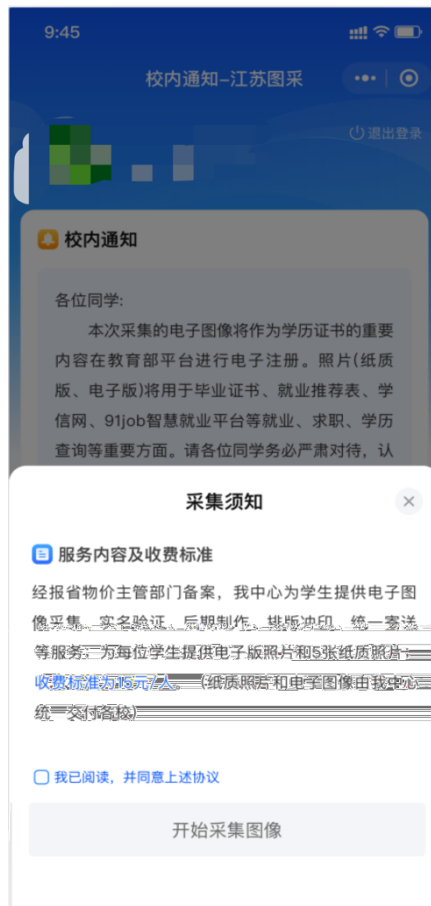 9:45
校内通知-江苏图采
退出登录
校内通知
各位同学:
本次采集的电子图像将作为学历证书的重要
内容在教育部平台进行电子注册。照片(纸质
版、电子版)将用于毕业证书、就业推荐表、学
信网、91job智慧就业平台等就业、求职、学历
查询等重要方面。请各位同学务必严肃对待，认
采集须知
服务内容及收费标准
经报省物价主管部门备案，我中心为学生提供电子图
像采集、实名验证、后期制作、排版冲印、统一寄送
等服务；为每位学生提供电子版照片和5张纸质照片；
收费标准为15元/人。（纸质照片和电子图像由我中心
统一交付各校）
我已阅读，并同意上述协议
开始采集图像